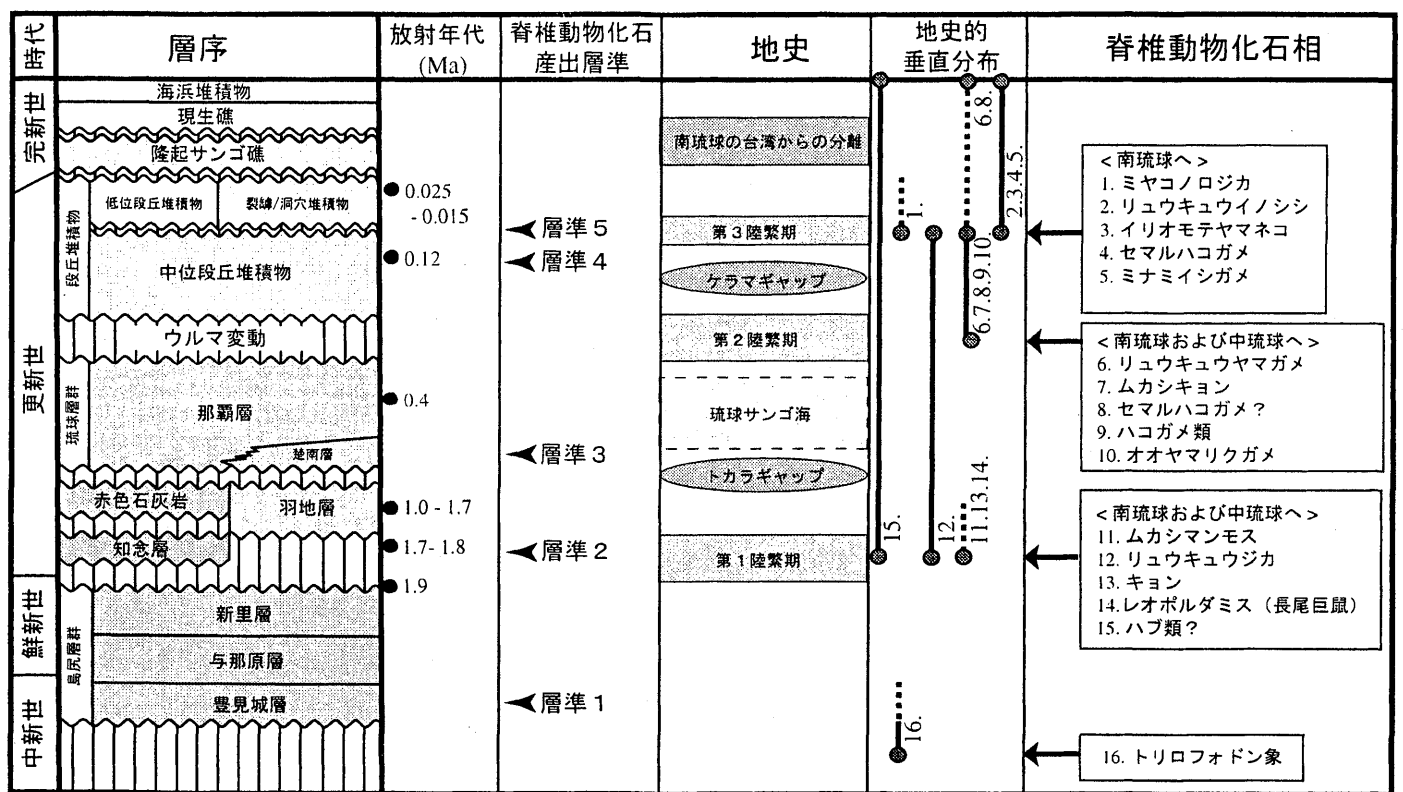 時代
層序
放射年代
(Ma)
脊椎動物化石
産出層準
地史
地史的
垂直分布
脊椎動物化石相
完新世
更新世
鮮新世
中新世
海浜堆積物
現生礁
隆起サンゴ礁
段丘堆積物
低位段丘堆積物
裂縫/洞穴堆積物
中位段丘堆積物
ウルマ変動
琉球層群
那覇層
楚南層
赤色石灰岩
羽地層
知念層
島尻層群
新里層
与那原層
豊見城層
0.025
- 0.015
0.12
0.4
1.0 - 1.7
1.7- 1.8
1.9
層準5
層準4
層準3
層準2
層準1
南琉球の台湾からの分離
第3陸繋期
ケラマギャップ
第2陸繋期
琉球サンゴ海
トカラギャップ
第1陸繋期
6.8.
1.
2.3.4.5.
6.7.8.9.10.
15.
12.
11.13.14.
16.
<南琉球へ>
1. ミヤコノロジカ
2. リュウキュウイノシシ
3. イリオモテヤマネコ
4. セマルハコガメ
5. ミナミイシガメ
<南琉球および中琉球へ>
6. リュウキュウヤマガメ
7. ムカシキョン
8. セマルハコガメ?
9. ハコガメ類
10. オオヤマリクガメ
<南琉球および中琉球へ>
11. ムカシマンモス
12. リュウキュウジカ
13. キョン
14.レオポルダミス(長尾巨鼠)
15. ハブ類?
16. トリロフォドン象